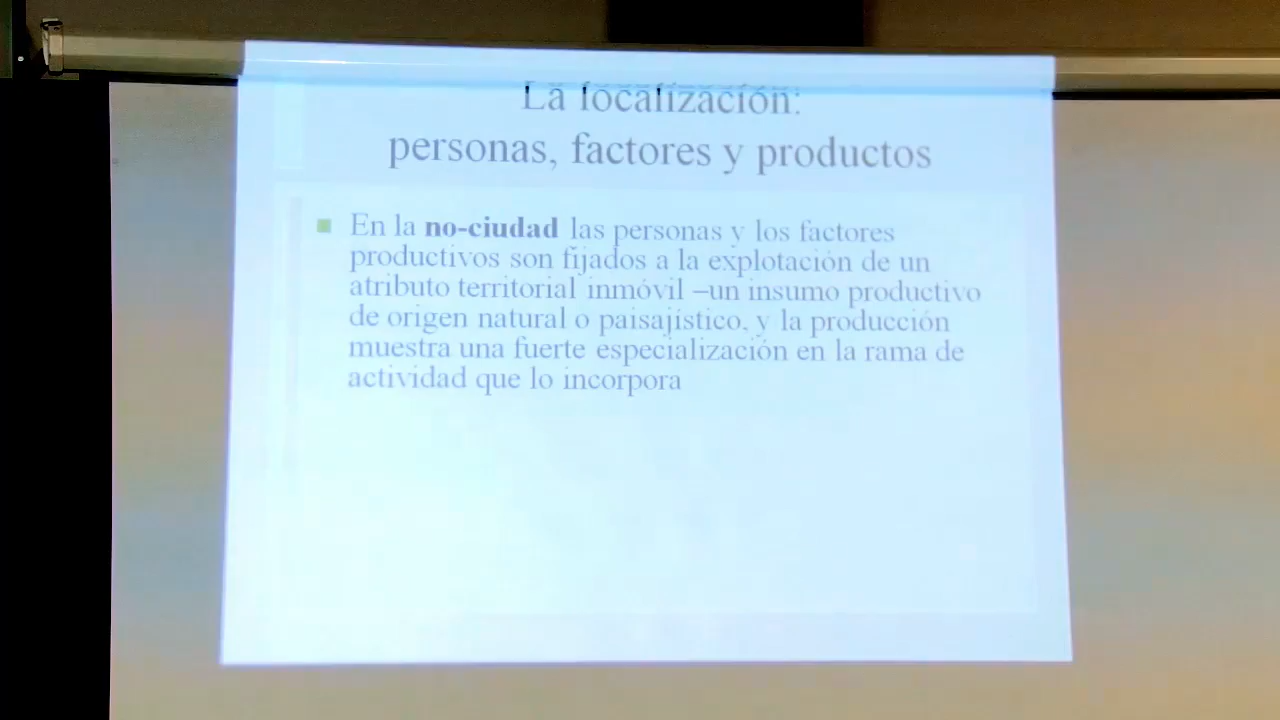 La localización:
personas, factores y productos
En la no-ciudad las personas y los factores
productivos son fijados a la explotación de un
atributo territorial inmóvil –un insumo productivo
de origen natural o paisajístico, y la producción
muestra una fuerte especialización en la rama de
actividad que lo incorpora